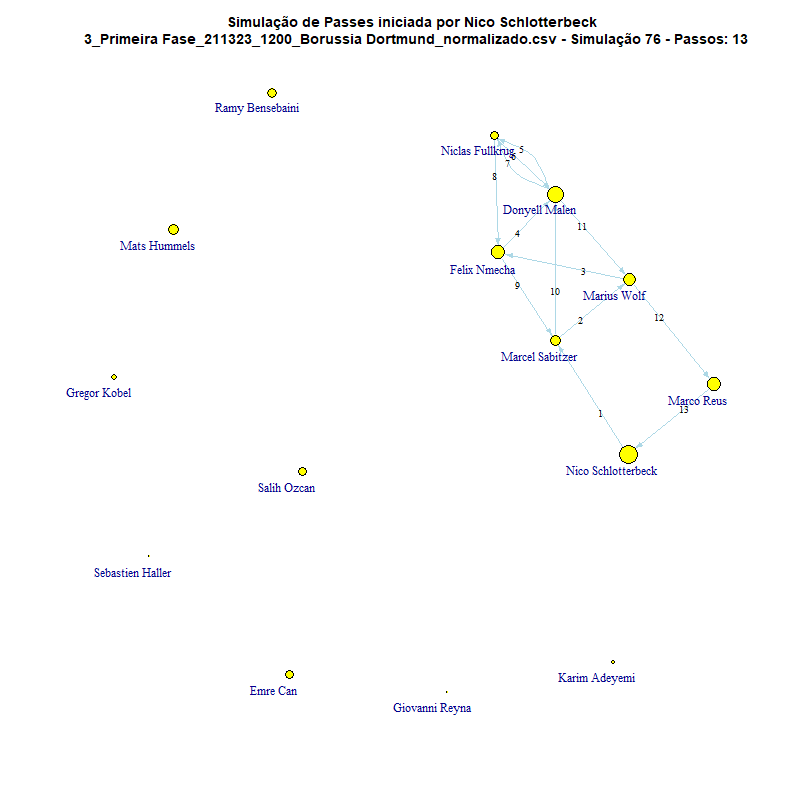 Simulação de Passes iniciada por Nico Schlotterbeck
3_Primeira Fase_211323_1200_Borussia Dortmund_normalizado.csv - Simulação 76 - Passos: 13
Ramy Bensebaini
Niclas Fullkrug
5
6
7
8
Donyell Malen
Mats Hummels
4
11
Felix Nmecha
3
9
10
Marius Wolf
2
12
Marcel Sabitzer
Gregor Kobel
Marco Reus
1
13
Nico Schlotterbeck
Salih Ozcan
Sebastien Haller
Karim Adeyemi
Emre Can
Giovanni Reyna